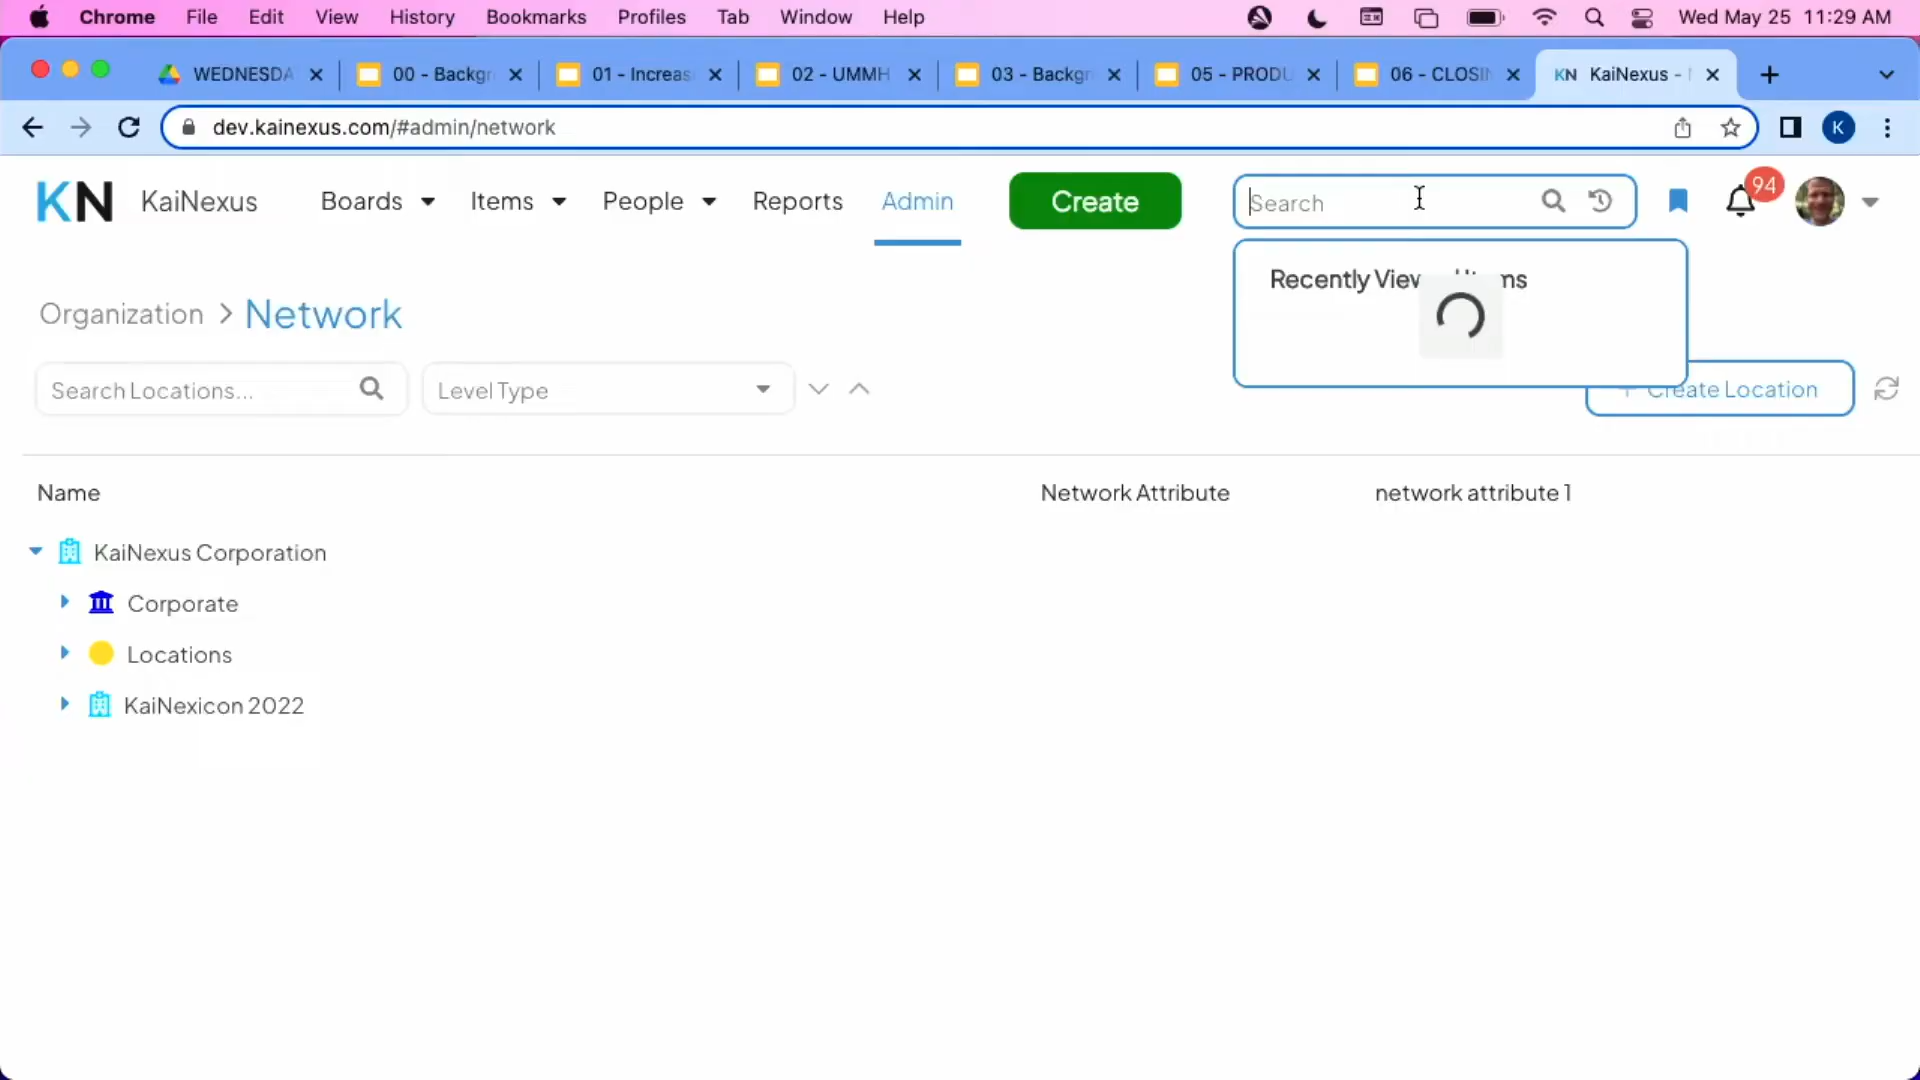 Chrome File Edit View History Bookmarks Profiles Tab Window Help Wed May 25 11:29 AM
WEDNESDA 00 - Backgr 01 - Increas 02 - UMMH 03 - Backgr 05 - PRODU 06 - CLOSIN KN KaiNexus -
dev.kainexus.com/#admin/network K
KN KaiNexus Boards Items People Reports Admin Create Search 94
Recently View ms
Organization > Network
Search Locations... Level Type + Create Location
Name Network Attribute network attribute 1
KaiNexus Corporation
Corporate
Locations
KaiNexicon 2022